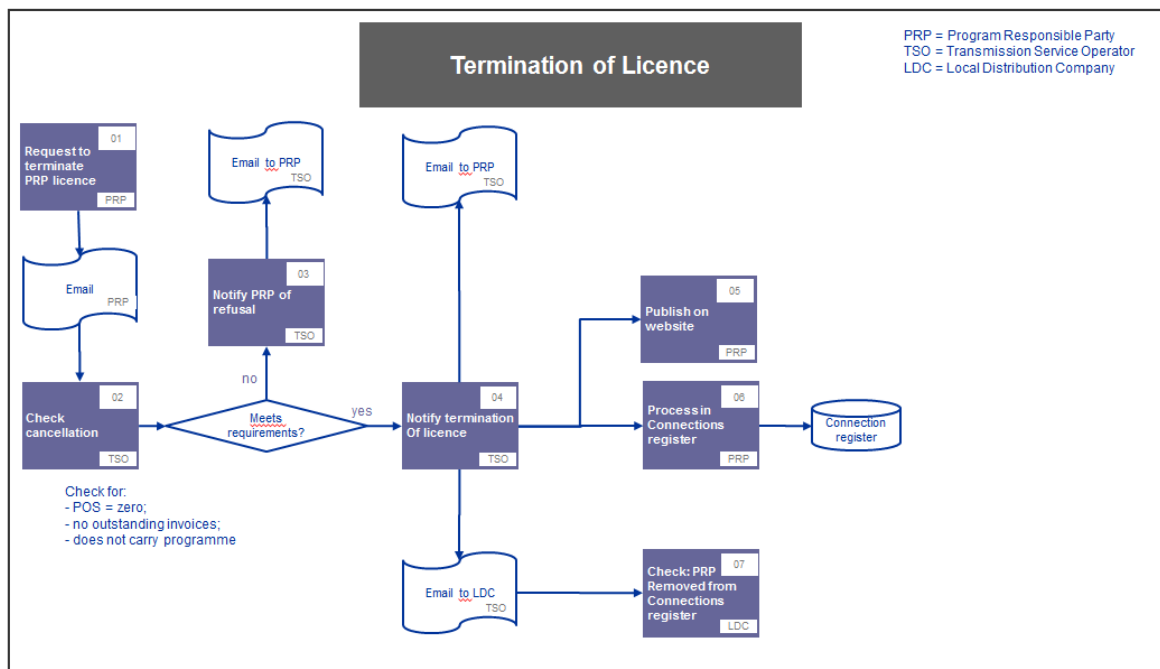 Termination of Licence
PRP = Program Responsible Party
TSO = Transmission Service Operator
LDC = Local Distribution Company
01
Request to
terminate
PRP licence
PRP
Email
PRP
02
Check
cancellation
TSO
Check for:
- POS = zero;
- no outstanding invoices;
- does not carry programme
Meets
requirements?
no
yes
03
Notify PRP of
refusal
TSO
Email to PRP
TSO
04
Notify termination
Of licence
TSO
Email to PRP
TSO
Email to LDC
TSO
05
Publish on
website
PRP
06
Process in
Connections
register
PRP
Connection
register
07
Check: PRP
Removed from
Connections
register
LDC